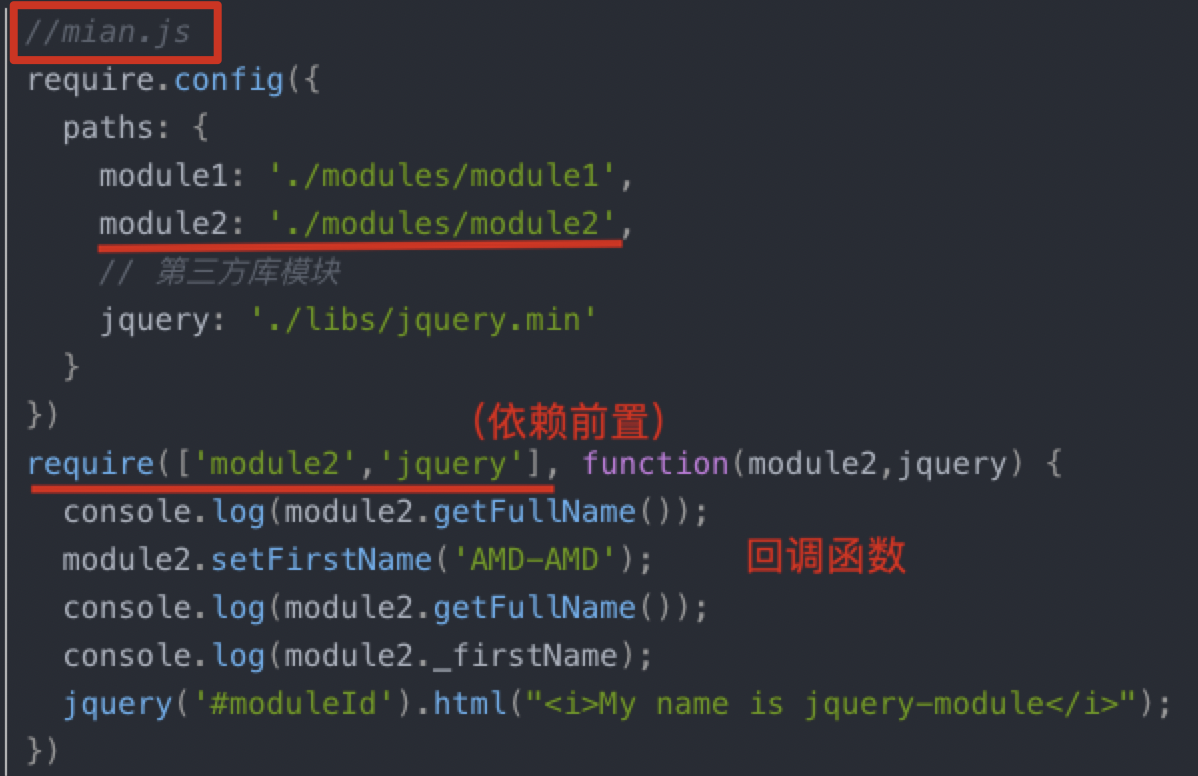 //mian.js
require.config({
  paths: {
    module1: './modules/module1',
    module2: './modules/module2',
    // 第三方库模块
    jquery: './libs/jquery.min'
  }
})
(依赖前置)
require(['module2','jquery'], function(module2,jquery) {
  console.log(module2.getFullName());
  module2.setFirstName('AMD-AMD');
回调函数
  console.log(module2.getFullName());
  console.log(module2._firstName);
  jquery('#moduleId').html("<i>My name is jquery-module</i>");
})